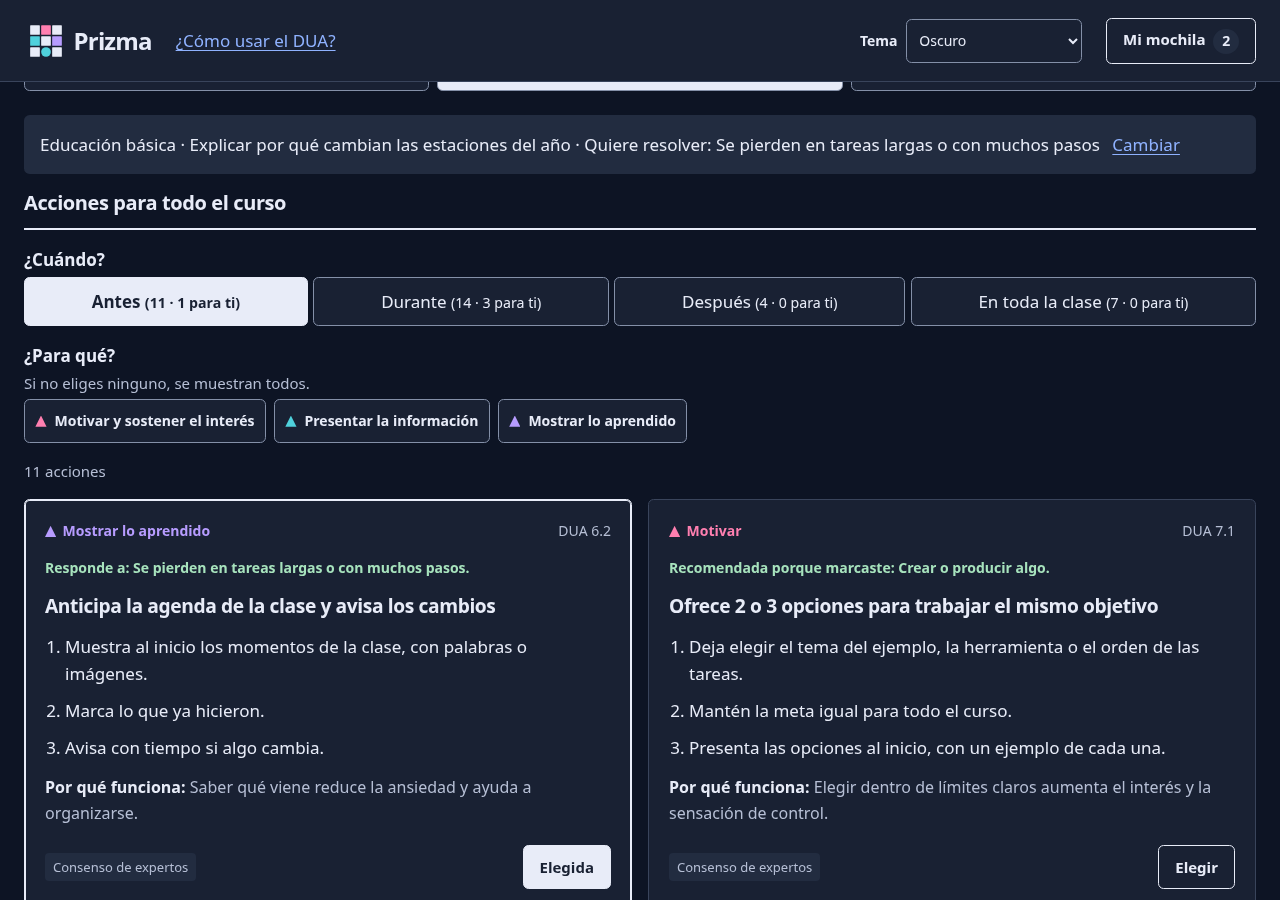 Prizma
¿Cómo usar el DUA?
Tema
Oscuro
Mi mochila 2
Educación básica · Explicar por qué cambian las estaciones del año · Quiere resolver: Se pierden en tareas largas o con muchos pasos Cambiar
Acciones para todo el curso
¿Cuándo?
Antes (11 · 1 para ti)
Durante (14 · 3 para ti)
Después (4 · 0 para ti)
En toda la clase (7 · 0 para ti)
¿Para qué?
Si no eliges ninguno, se muestran todos.
Motivar y sostener el interés
Presentar la información
Mostrar lo aprendido
11 acciones
Mostrar lo aprendido
DUA 6.2
Responde a: Se pierden en tareas largas o con muchos pasos.
Anticipa la agenda de la clase y avisa los cambios
1. Muestra al inicio los momentos de la clase, con palabras o
imágenes.
2. Marca lo que ya hicieron.
3. Avisa con tiempo si algo cambia.
Por qué funciona: Saber qué viene reduce la ansiedad y ayuda a
organizarse.
Consenso de expertos
Elegida
Motivar
DUA 7.1
Recomendada porque marcaste: Crear o producir algo.
Ofrece 2 o 3 opciones para trabajar el mismo objetivo
1. Deja elegir el tema del ejemplo, la herramienta o el orden de las
tareas.
2. Mantén la meta igual para todo el curso.
3. Presenta las opciones al inicio, con un ejemplo de cada una.
Por qué funciona: Elegir dentro de límites claros aumenta el interés y la
sensación de control.
Consenso de expertos
Elegir